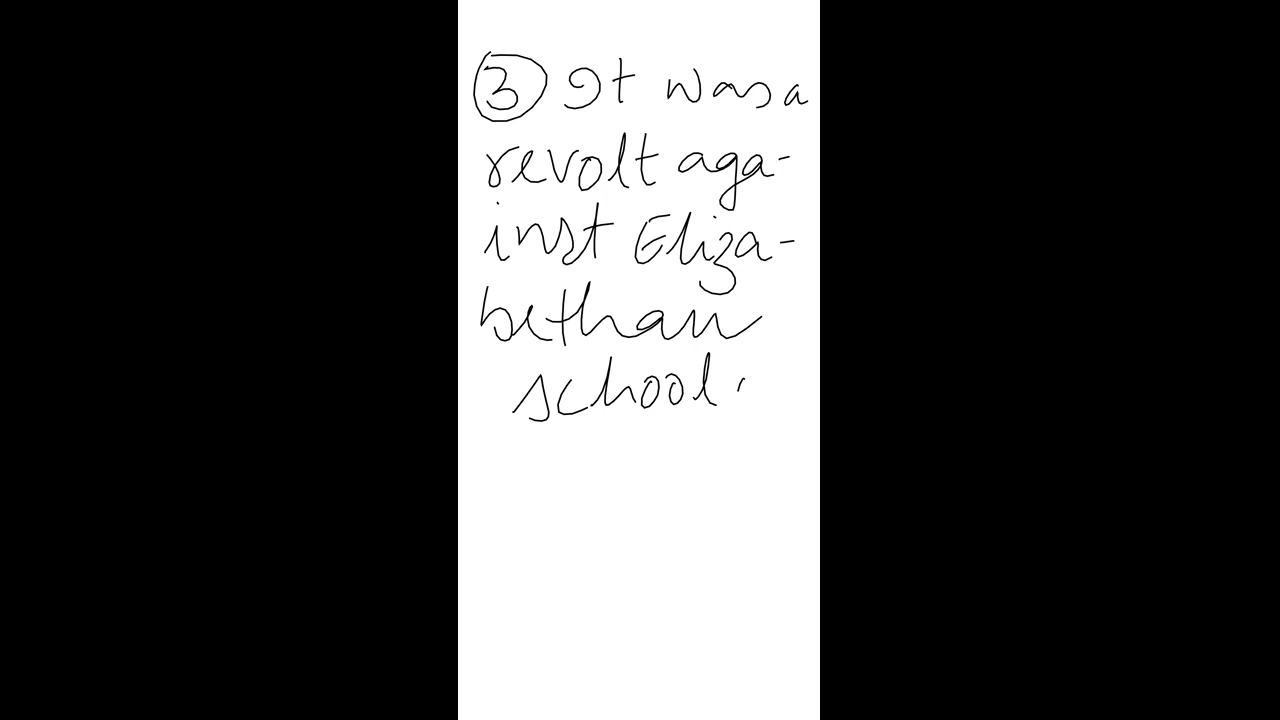 ③ It was a
revolt aga-
inst Eliza-
bethan
school.